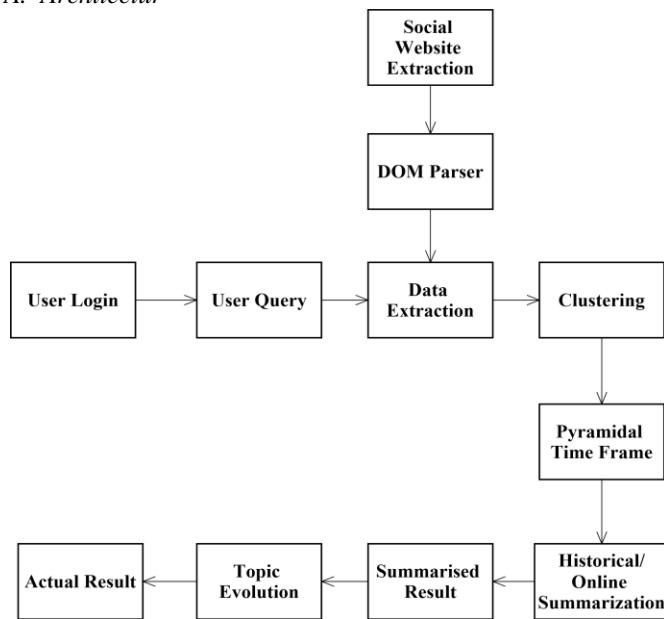 A. Architectur
Social
Website
Extraction
DOM Parser
User Login
User Query
Data
Extraction
Clustering
Pyramidal
Time Frame
Actual Result
Topic
Evolution
Summarised
Result
Historical/
Online
Summarization